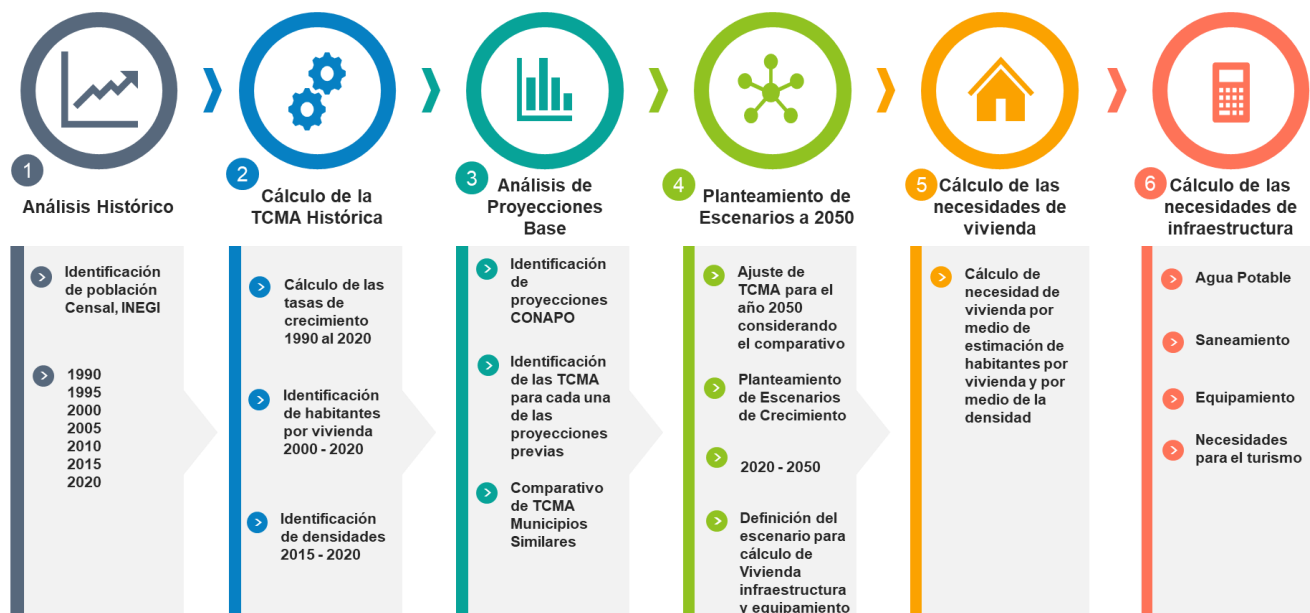 1
Análisis Histórico
Identificación
de población
Censal, INEGI
1990
1995
2000
2005
2010
2015
2020
2
Cálculo de la
TCMA Histórica
Cálculo de las
tasas de
crecimiento
1990 al 2020
Identificación
de habitantes
por vivienda
2000 - 2020
Identificación
de densidades
2015 - 2020
3
Análisis de
Proyecciones
Base
Identificación
de
proyecciones
CONAPO
Identificación
de las TCMA
para cada una
de las
proyecciones
previas
Comparativo
de TCMA
Municipios
Similares
4
Planteamiento de
Escenarios a 2050
Ajuste de
TCMA para el
año 2050
considerando
el comparativo
Planteamiento
de Escenarios
de Crecimiento
2020 - 2050
Definición del
escenario para
cálculo de
Vivienda
infraestructura
y equipamiento
5
Cálculo de las
necesidades de
vivienda
Cálculo de
necesidad de
vivienda por
medio de
estimación de
habitantes por
vivienda y por
medio de la
densidad
6
Cálculo de las
necesidades de
infraestructura
Agua Potable
Saneamiento
Equipamiento
Necesidades
para el turismo